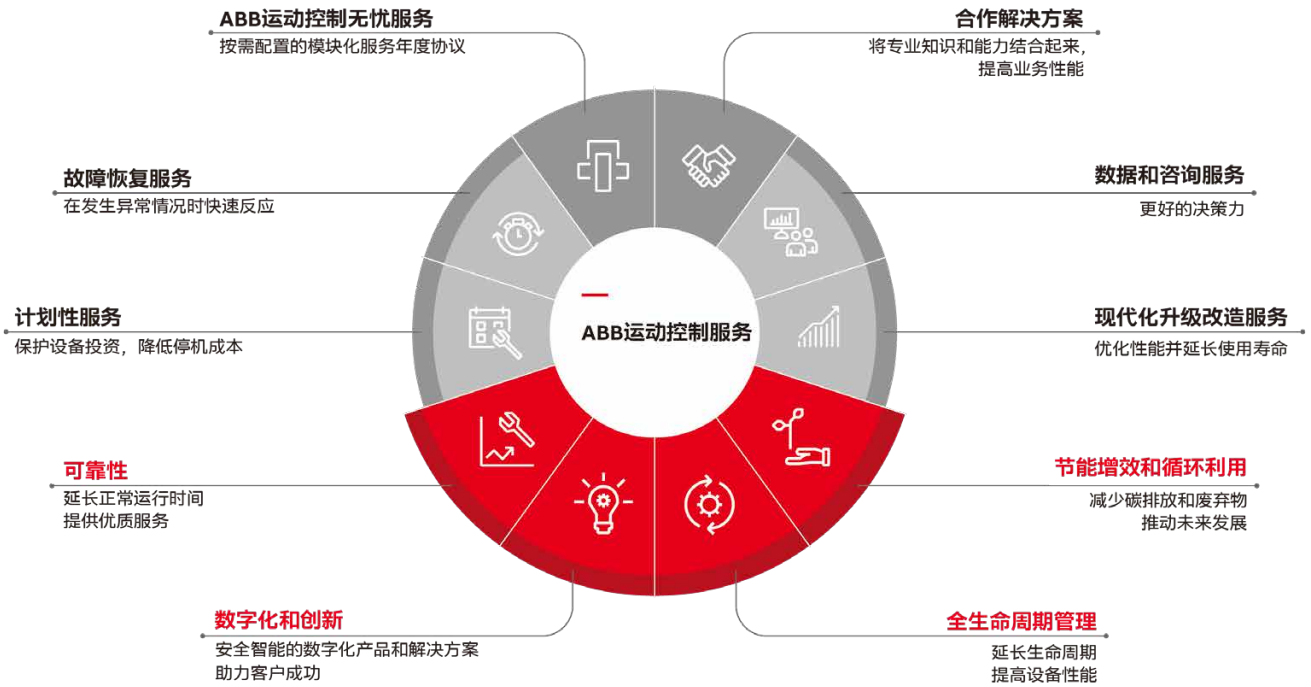 ABB运动控制无忧服务
按需配置的模块化服务年度协议
合作解决方案
将专业知识和能力结合起来，
提高业务性能
故障恢复服务
在发生异常情况时快速反应
数据和咨询服务
更好的决策力
计划性服务
保护设备投资，降低停机成本
ABB运动控制服务
现代化升级改造服务
优化性能并延长使用寿命
可靠性
延长正常运行时间
提供优质服务
节能增效和循环利用
减少碳排放和废弃物
推动未来发展
数字化和创新
安全智能的数字化产品和解决方案
助力客户成功
全生命周期管理
延长生命周期
提高设备性能